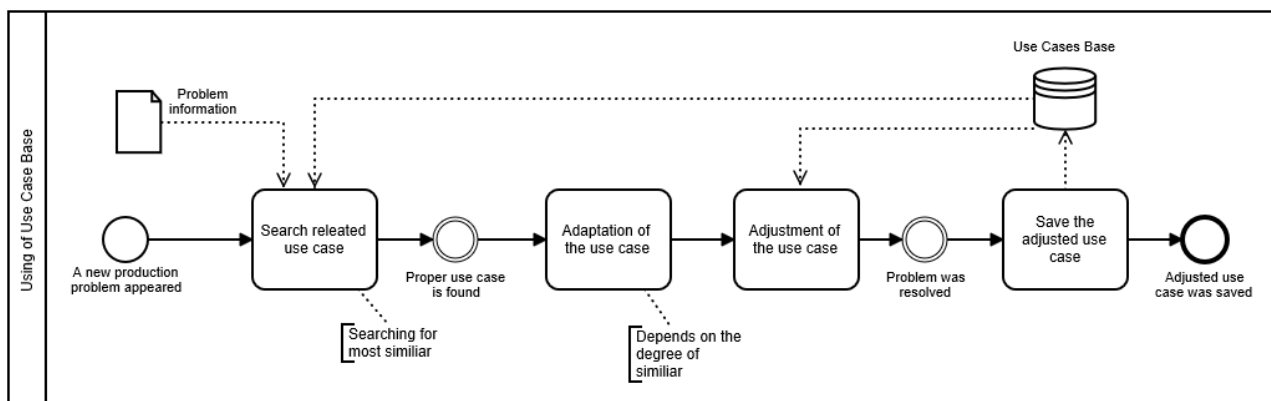 Using of Use Case Base
Use Cases Base
Problem
information
Search releated
use case
Adaptation of
the use case
Adjustment of
the use case
Save the
adjusted use
case
A new production
problem appeared
Proper use case
is found
Problem was
resolved
Adjusted use
case was saved
Searching for
most similiar
Depends on the
degree of
similiar